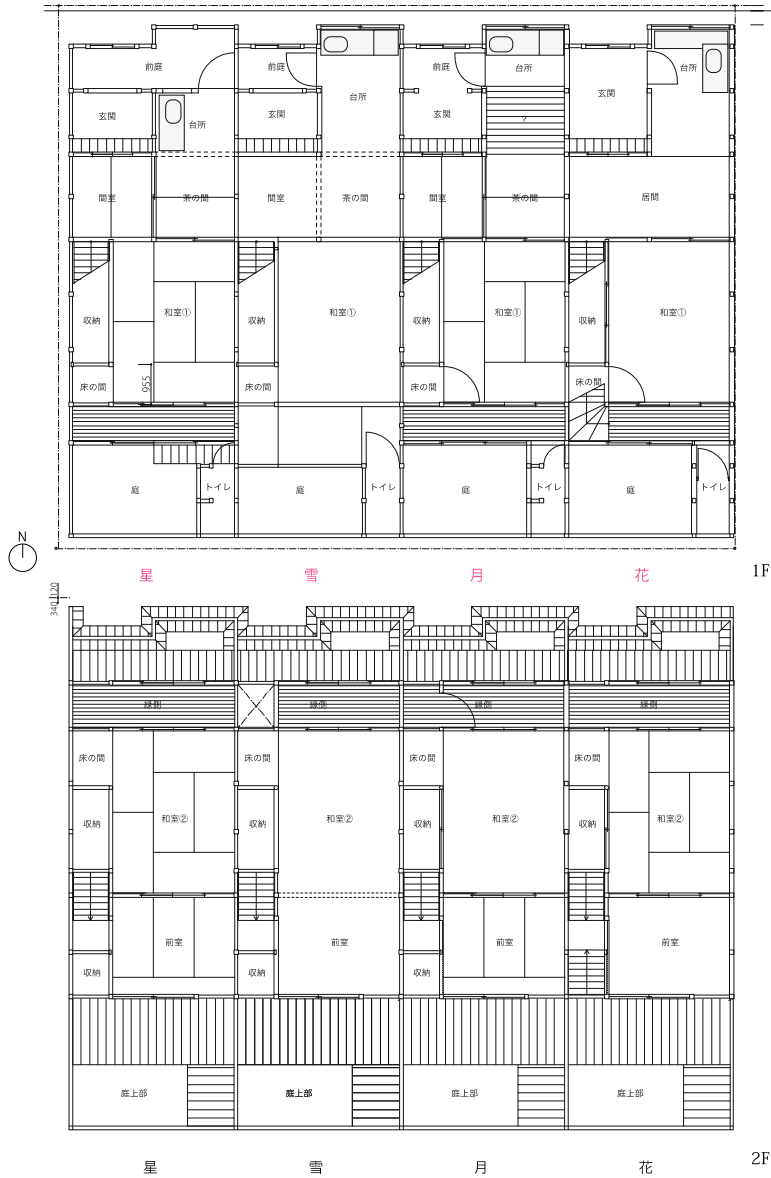 前庭
前庭
前庭
台所
台所
台所
玄関
台所
玄関
台所
玄関
玄関
?
間室
茶の間
間室
茶の間
間室
茶の間
居間
収納
和室①
収納
和室①
収納
和室①
収納
和室①
床の間
955
床の間
床の間
床の間
庭
トイレ
庭
トイレ
庭
トイレ
庭
トイレ
N
星
雪
月
花
1F
340
120
縁側
縁側
縁側
縁側
床の間
床の間
床の間
床の間
収納
和室②
収納
和室②
収納
和室②
収納
和室②
前室
前室
前室
前室
収納
収納
収納
庭上部
庭上部
庭上部
庭上部
星
雪
月
花
2F